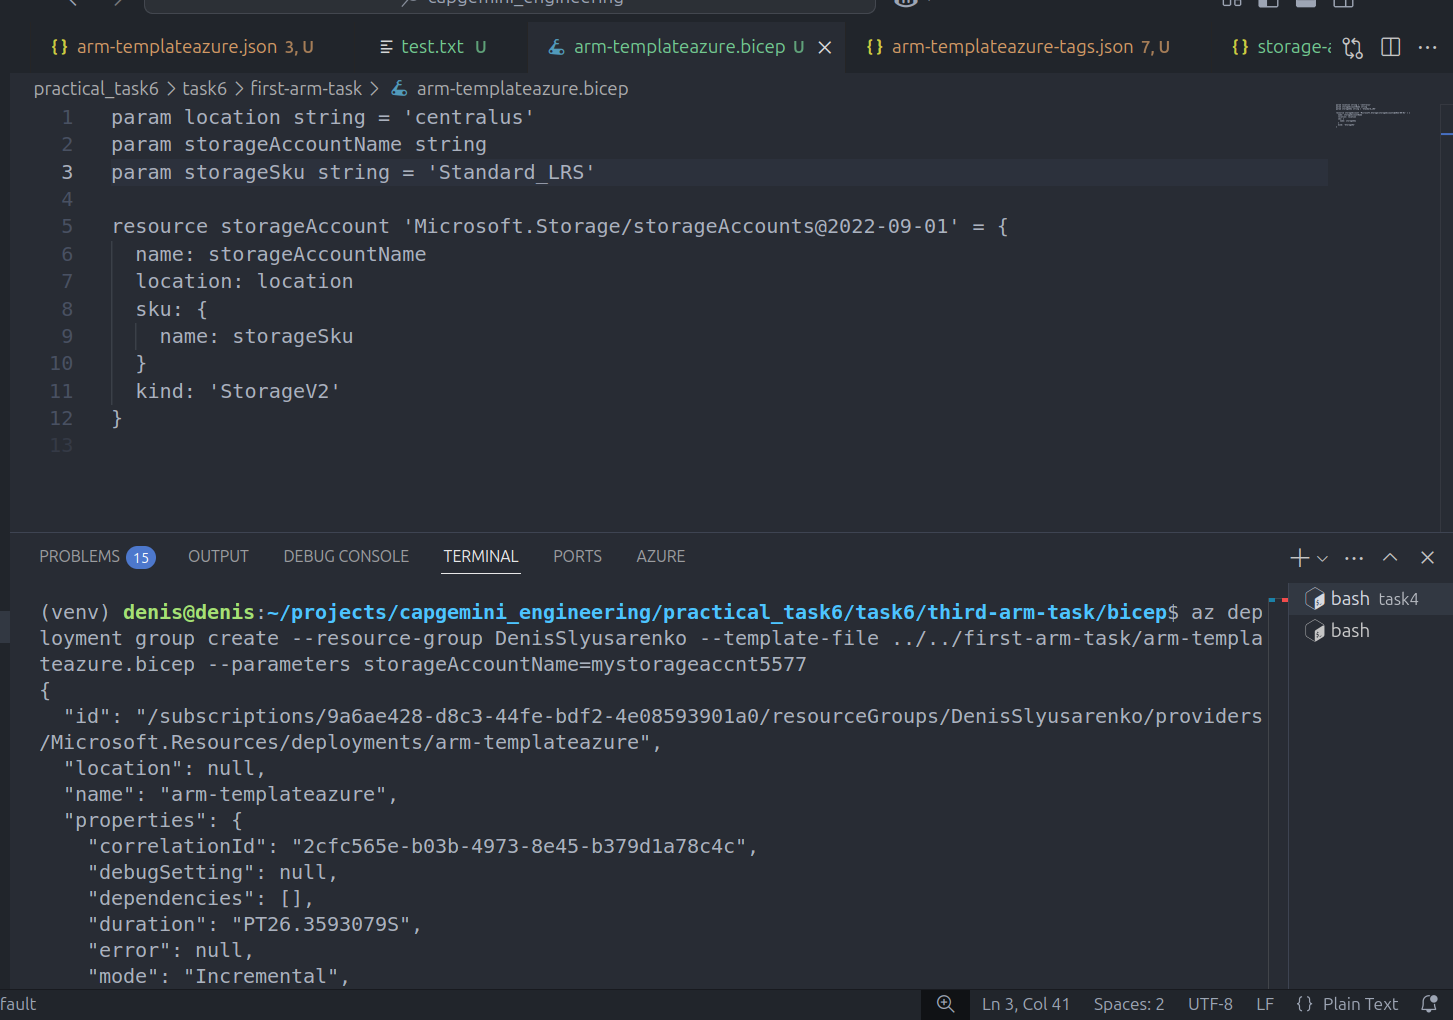 capgemini_engineering
{} arm-templateazure.json 3, U
test.txt U
arm-templateazure.bicep U
{} arm-templateazure-tags.json 7, U
{} storage-
practical_task6 > task6 > first-arm-task > arm-templateazure.bicep
1 param location string = 'centralus'
2 param storageAccountName string
3 param storageSku string = 'Standard_LRS'
4
5 resource storageAccount 'Microsoft.Storage/storageAccounts@2022-09-01' = {
6   name: storageAccountName
7   location: location
8   sku: {
9     name: storageSku
10   }
11   kind: 'StorageV2'
12 }
13
PROBLEMS 15 OUTPUT DEBUG CONSOLE TERMINAL PORTS AZURE
(venv) denis@denis:~/projects/capgemini_engineering/practical_task6/task6/third-arm-task/bicep$ az dep
loyment group create --resource-group DenisSlyusarenko --template-file ../../first-arm-task/arm-templa
teazure.bicep --parameters storageAccountName=mystorageaccnt5577
{
  "id": "/subscriptions/9a6ae428-d8c3-44fe-bdf2-4e08593901a0/resourceGroups/DenisSlyusarenko/providers
/Microsoft.Resources/deployments/arm-templateazure",
  "location": null,
  "name": "arm-templateazure",
  "properties": {
    "correlationId": "2cfc565e-b03b-4973-8e45-b379d1a78c4c",
    "debugSetting": null,
    "dependencies": [],
    "duration": "PT26.3593079S",
    "error": null,
    "mode": "Incremental",
bash task4
bash
fault
Ln 3, Col 41 Spaces: 2 UTF-8 LF {} Plain Text